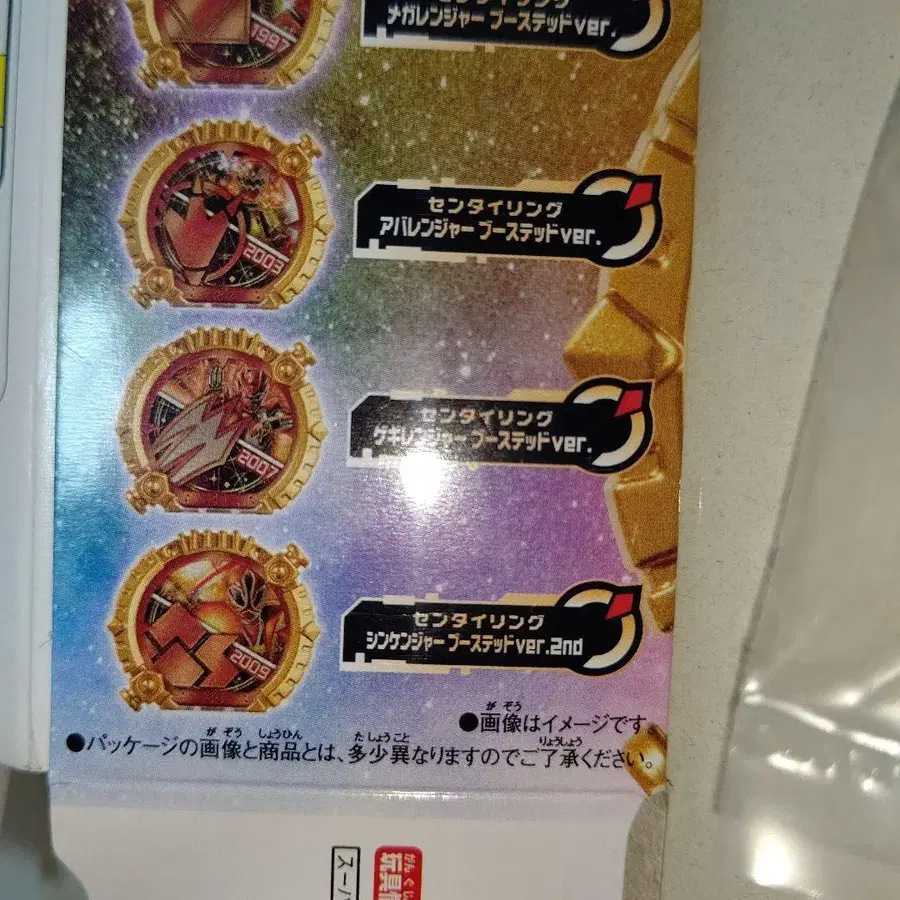 メガレンジャー ブーステッドver.
1997
センタイリング
アバレンジャー ブーステッドver.
2003
センタイリング
ゲキレンジャー ブーステッドver.
2007
センタイリング
シンケンジャー ブーステッドver.2nd
2009
●画像はイメージです。
●パッケージの画像と商品とは、多少異なりますのでご了承ください。
玩具
スーパ